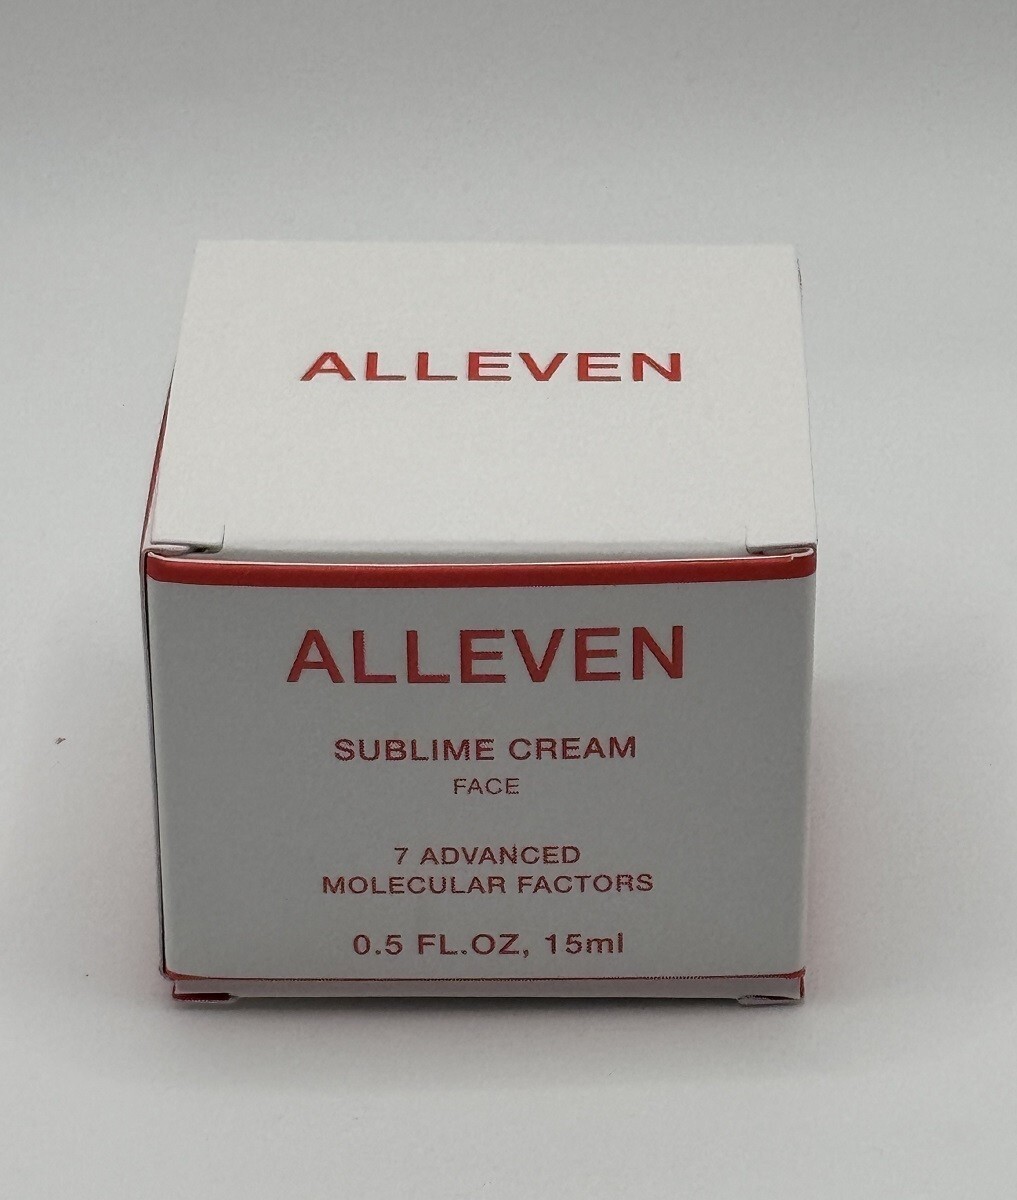 ALLEVEN
ALLEVEN
SUBLIME CREAM
FACE
7 ADVANCED
MOLECULAR FACTORS
0.5 FL.OZ, 15ml